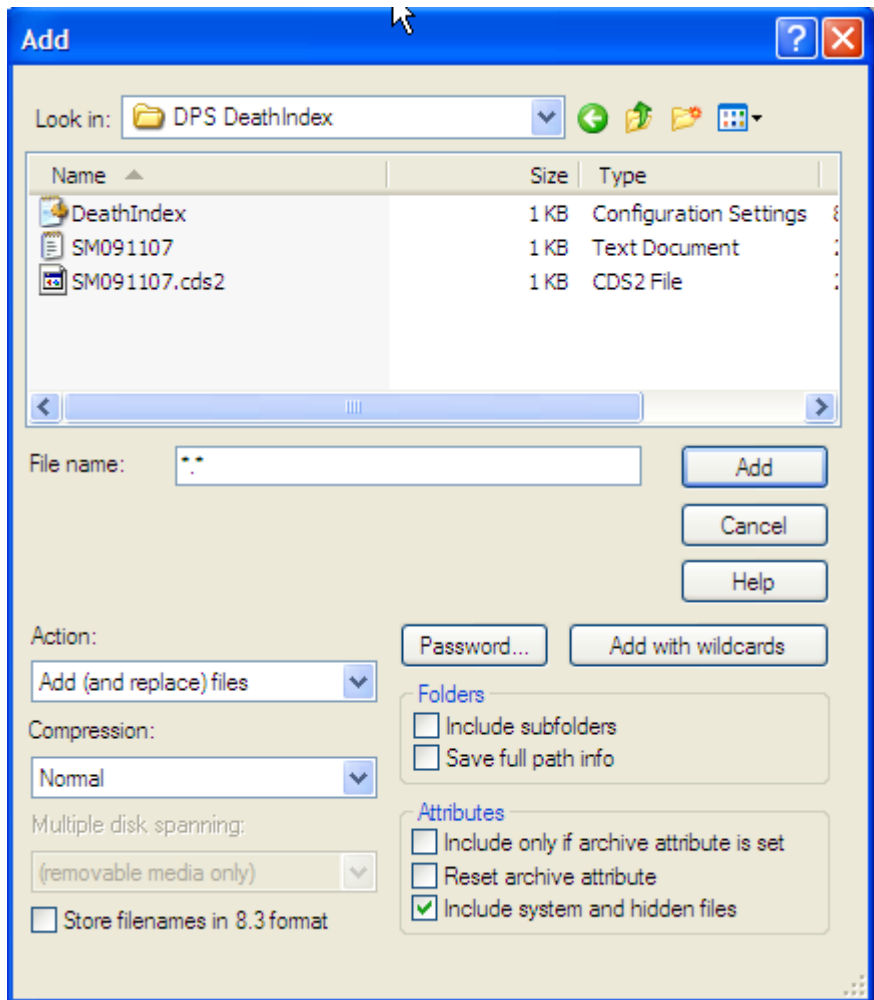 Add
Look in: DPS DeathIndex
Name Size Type
DeathIndex 1 KB Configuration Settings
SM091107 1 KB Text Document
SM091107.cds2 1 KB CDS2 File
File name: *.* Add
Cancel
Help
Action:
Password... Add with wildcards
Add (and replace) files
Folders
Include subfolders
Compression:
Save full path info
Normal
Attributes
Multiple disk spanning:
Include only if archive attribute is set
(removable media only)
Reset archive attribute
Include system and hidden files
Store filenames in 8.3 format